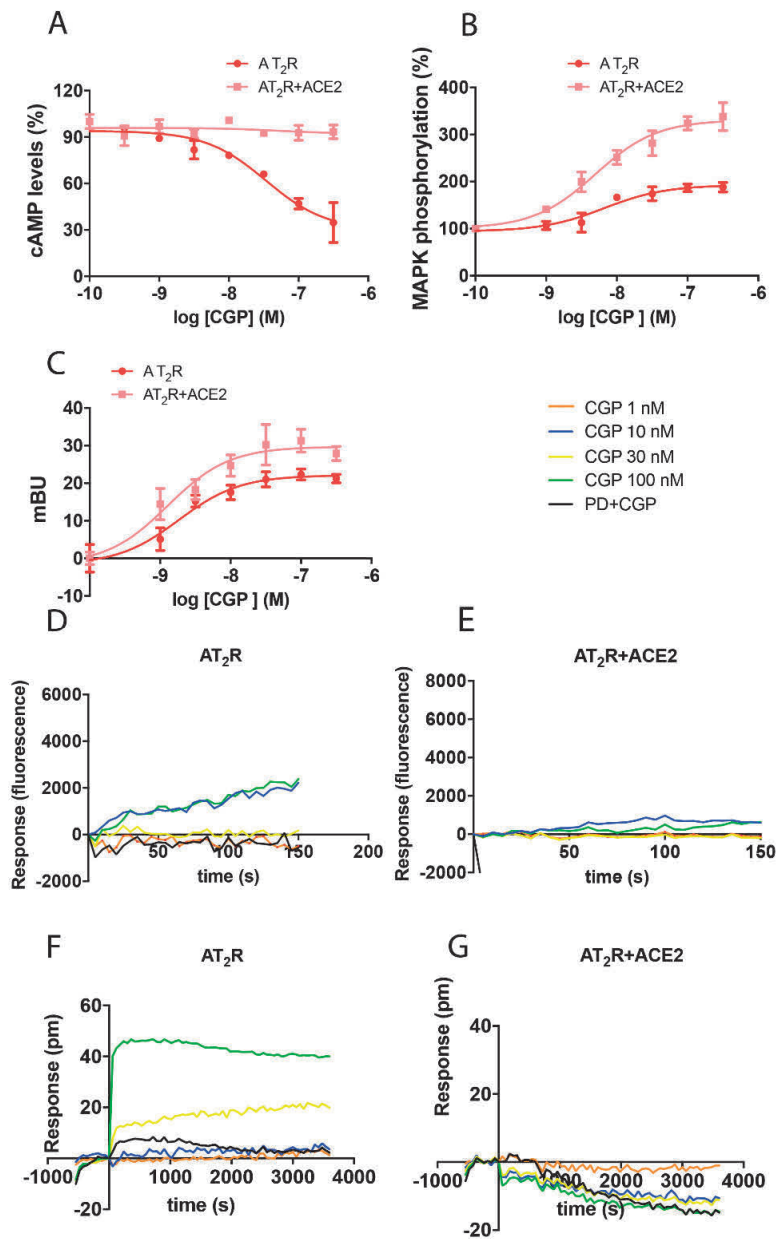 A
A T2R
AT2R+ACE2
cAMP levels (%)
120
90
60
30
0
-10 -9 -8 -7 -6
log [CGP] (M)
B
A T2R
AT2R+ACE2
MAPK phosphorylation (%)
400
300
200
100
0
-10 -9 -8 -7 -6
log [CGP ] (M)
C
A T2R
AT2R+ACE2
mBU
40
30
20
10
0
-10
-9 -8 -7 -6
log [CGP ] (M)
CGP 1 nM
CGP 10 nM
CGP 30 nM
CGP 100 nM
PD+CGP
D
AT2R
Response (fluorescence)
6000
4000
2000
0
-2000
50 100 150 200
time (s)
E
AT2R+ACE2
Response (fluorescence)
8000
6000
4000
2000
0
-2000
50 100 150
time (s)
F
AT2R
Response (pm)
60
40
20
-20
-1000 0 1000 2000 3000 4000
time (s)
G
AT2R+ACE2
Response (pm)
40
20
-20
-1000 0 1000 2000 3000 4000
time (s)